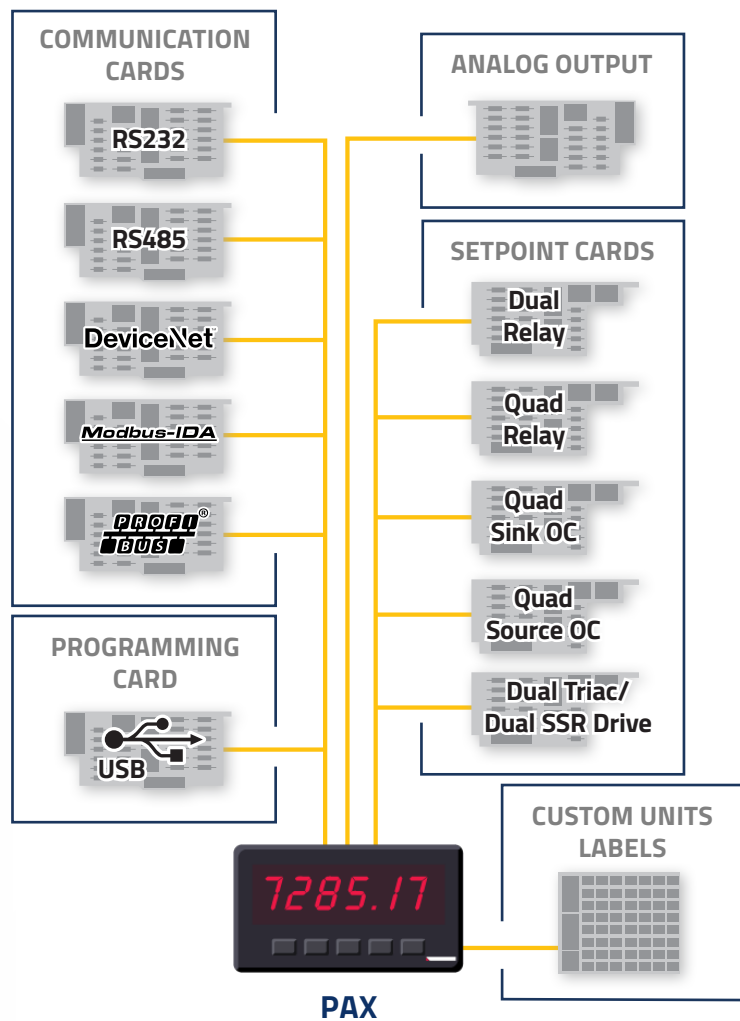 COMMUNICATION
CARDS
RS232
RS485
DeviceNet™
Modbus-IDA
PROFI®
BUS
PROGRAMMING
CARD
USB
ANALOG OUTPUT
SETPOINT CARDS
Dual
Relay
Quad
Relay
Quad
Sink OC
Quad
Source OC
Dual Triac/
Dual SSR Drive
CUSTOM UNITS
LABELS
7285.17
PAX